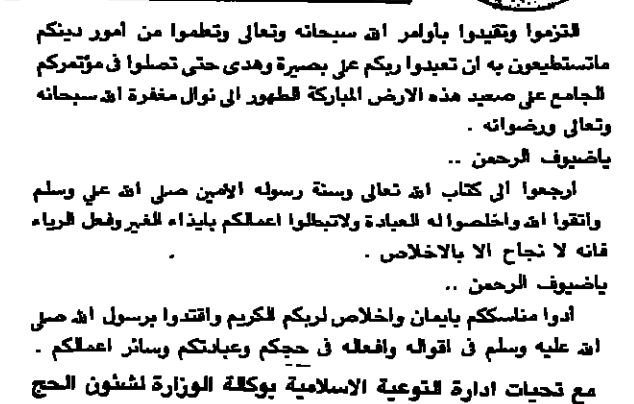 التزموا وتقيدوا بأوامر الله سبحانه وتعالى وتعلموا من أمور دينكم
ماتستطيعون به ان تعبدوا ربكم على بصيرة وهدى حتى تصلوا فى مؤتمركم
الجامع على صعيد هذه الارض المباركة الطهور الى نوال مغفرة الله سبحانه
وتعالى ورضوانه .
ياضيوف الرحمن ..
ارجعوا الى كتاب الله تعالى وسنة رسوله الأمين صلى الله علي وسلم
وأتقوا الله واخلصوا له العبادة ولاتبطلوا اعمالكم بايذاء الغير وفعل الرياء
فانه لا نجاح الا بالاخلاص .
ياضيوف الرحمن ..
أدوا مناسككم بايمان واخلاص لربكم الكريم واقتدوا برسول الله صلى
الله عليه وسلم فى اقواله وافعاله فى حجكم وعبادتكم وسائر اعمالكم .
مع تحيات ادارة التوعية الاسلامية بوكالة الوزارة لشئون الحج